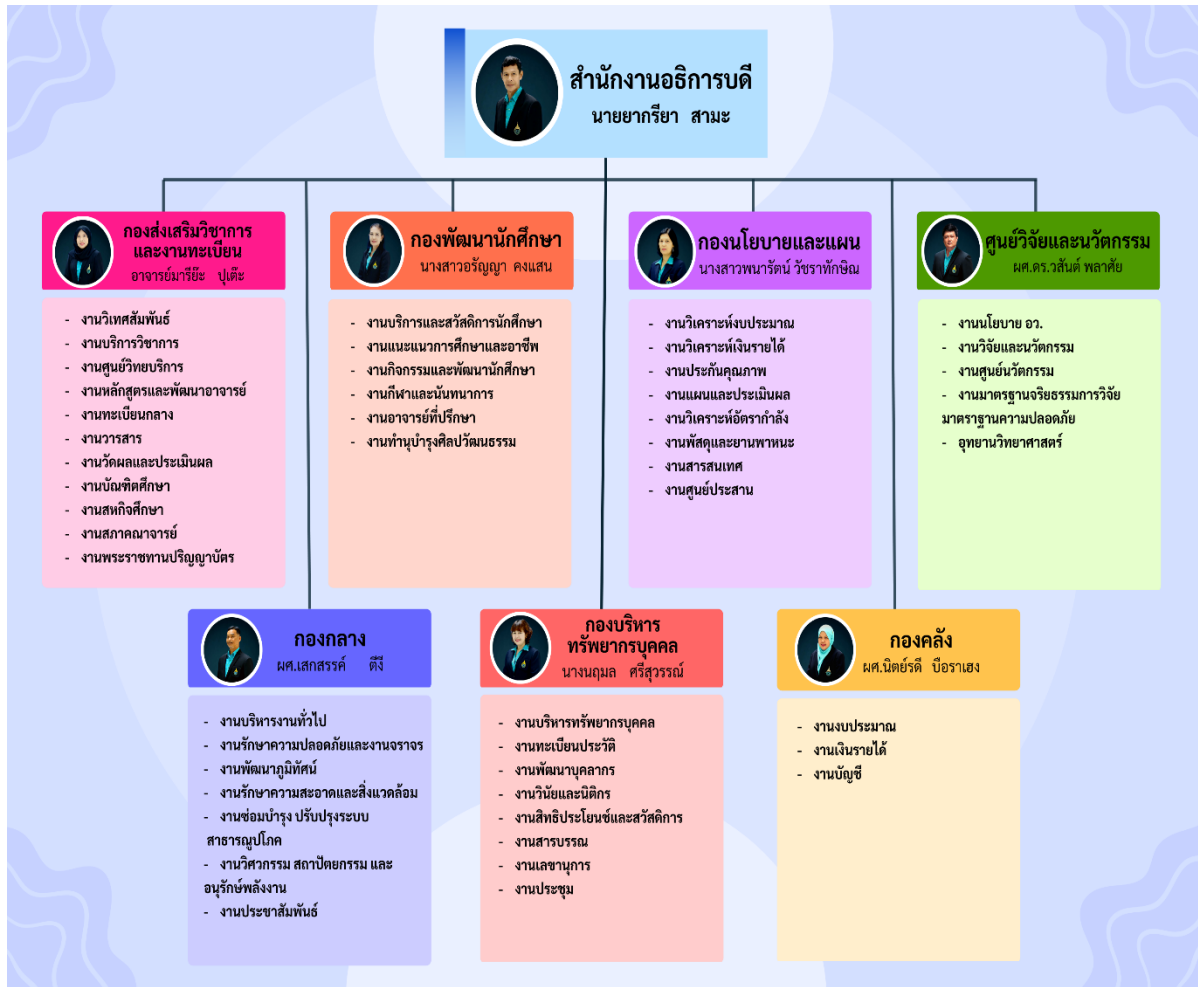 สำนักงานอธิการบดี
นายยากรียา สามะ
กองส่งเสริมวิชาการ
และงานทะเบียน
อาจารย์มารีย๊ะ ปุเต๊ะ
- งานวิเทศสัมพันธ์
- งานบริการวิชาการ
- งานศูนย์วิทยบริการ
- งานหลักสูตรและพัฒนาอาจารย์
- งานทะเบียนกลาง
- งานวารสาร
- งานวัดผลและประเมินผล
- งานบัณฑิตศึกษา
- งานสหกิจศึกษา
- งานสภาคณาจารย์
- งานพระราชทานปริญญาบัตร
กองพัฒนานักศึกษา
นางสาวอรัญญา คงแสน
- งานบริการและสวัสดิการนักศึกษา
- งานแนะแนวการศึกษาและอาชีพ
- งานกิจกรรมและพัฒนานักศึกษา
- งานกีฬาและนันทนาการ
- งานอาจารย์ที่ปรึกษา
- งานทำนุบำรุงศิลปวัฒนธรรม
กองนโยบายและแผน
นางสาวพนารัตน์ วัชราทักษิณ
- งานวิเคราะห์งบประมาณ
- งานวิเคราะห์เงินรายได้
- งานประกันคุณภาพ
- งานแผนและประเมินผล
- งานวิเคราะห์อัตรากำลัง
- งานพัสดุและยานพาหนะ
- งานสารสนเทศ
- งานศูนย์ประสาน
ศูนย์วิจัยและนวัตกรรม
ผศ.ดร.วสันต์ พลาศัย
- งานนโยบาย อว.
- งานวิจัยและนวัตกรรม
- งานศูนย์นวัตกรรม
- งานมาตรฐานจริยธรรมการวิจัย
มาตราฐานความปลอดภัย
- อุทยานวิทยาศาสตร์
กองกลาง
ผศ.เสกสรรค์ ตีงี
- งานบริหารงานทั่วไป
- งานรักษาความปลอดภัยและงานจราจร
- งานพัฒนาภูมิทัศน์
- งานรักษาความสะอาดและสิ่งแวดล้อม
- งานซ่อมบำรุง ปรับปรุงระบบ
สาธารณูปโภค
- งานวิศวกรรม สถาปัตยกรรม และ
อนุรักษ์พลังงาน
- งานประชาสัมพันธ์
กองบริหาร
ทรัพยากรบุคคล
นางนฤมล ศรีสุวรรณ์
- งานบริหารทรัพยากรบุคคล
- งานทะเบียนประวัติ
- งานพัฒนาบุคลากร
- งานวินัยและนิติกร
- งานสิทธิประโยชน์และสวัสดิการ
- งานสารบรรณ
- งานเลขานุการ
- งานประชุม
กองคลัง
ผศ.นิตย์รดี บือราเฮง
- งานงบประมาณ
- งานเงินรายได้
- งานบัญชี